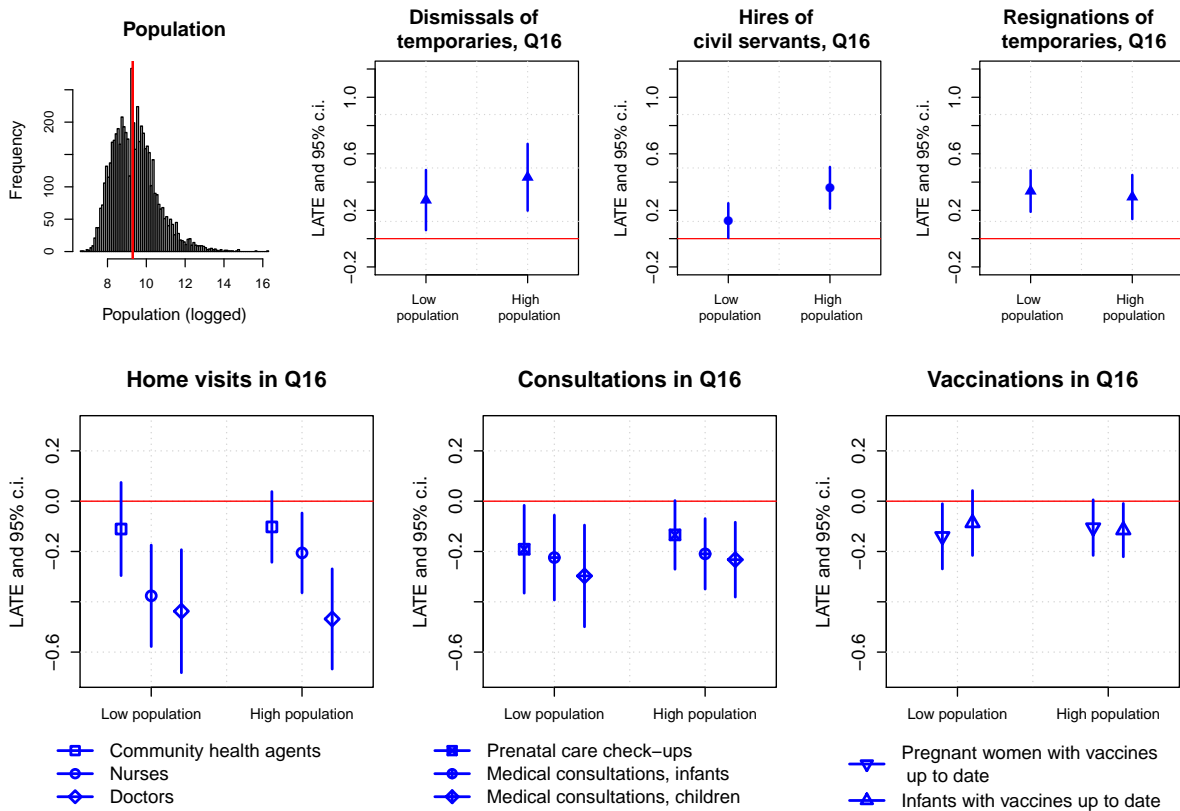 Population
Frequency
0
50
100
200
8
10
12
14
16
Population (logged)
Dismissals of
temporaries, Q16
LATE and 95% c.i.
−0.2
0.2
0.6
1.0
Low
population
High
population
Hires of
civil servants, Q16
LATE and 95% c.i.
−0.2
0.2
0.6
1.0
Low
population
High
population
Resignations of
temporaries, Q16
LATE and 95% c.i.
−0.2
0.2
0.6
1.0
Low
population
High
population
Home visits in Q16
LATE and 95% c.i.
−0.6
−0.2
0.0
0.2
Low population
High population
Community health agents
Nurses
Doctors
Consultations in Q16
LATE and 95% c.i.
−0.6
−0.2
0.0
0.2
Low population
High population
Prenatal care check−ups
Medical consultations, infants
Medical consultations, children
Vaccinations in Q16
LATE and 95% c.i.
−0.6
−0.2
0.0
0.2
Low population
High population
Pregnant women with vaccines
up to date
Infants with vaccines up to date